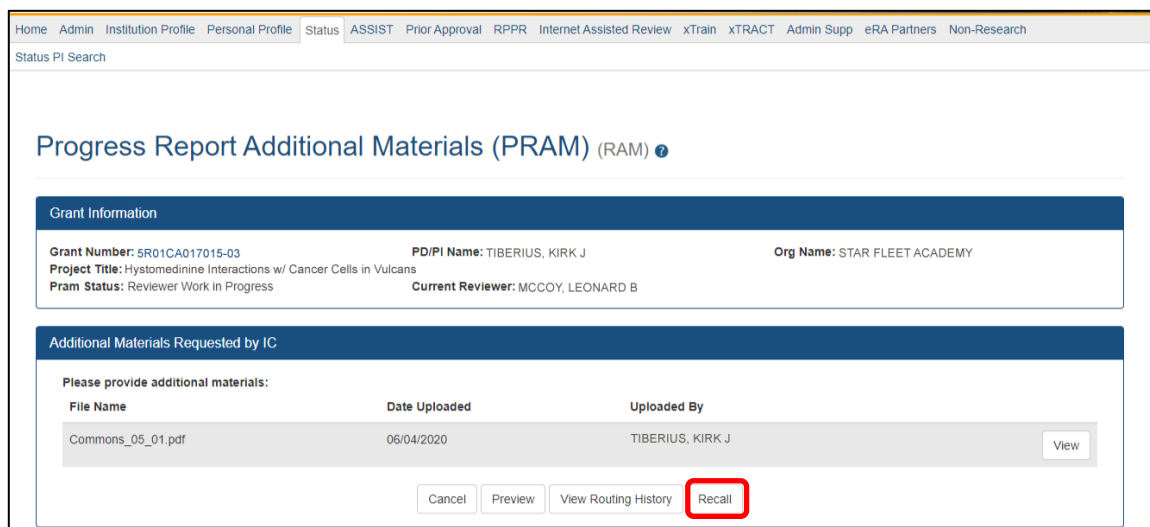 Home Admin Institution Profile Personal Profile Status ASSIST Prior Approval RPPR Internet Assisted Review xTrain xTRACT Admin Supp eRA Partners Non-Research
Status PI Search
Progress Report Additional Materials (PRAM) (RAM) ?
Grant Information
Grant Number: 5R01CA017015-03 PD/PI Name: TIBERIUS, KIRK J Org Name: STAR FLEET ACADEMY
Project Title: Hystomedinine Interactions w/ Cancer Cells in Vulcans
Pram Status: Reviewer Work in Progress Current Reviewer: MCCOY, LEONARD B
Additional Materials Requested by IC
Please provide additional materials:
File Name Date Uploaded Uploaded By
Commons_05_01.pdf 06/04/2020 TIBERIUS, KIRK J View
Cancel Preview View Routing History Recall